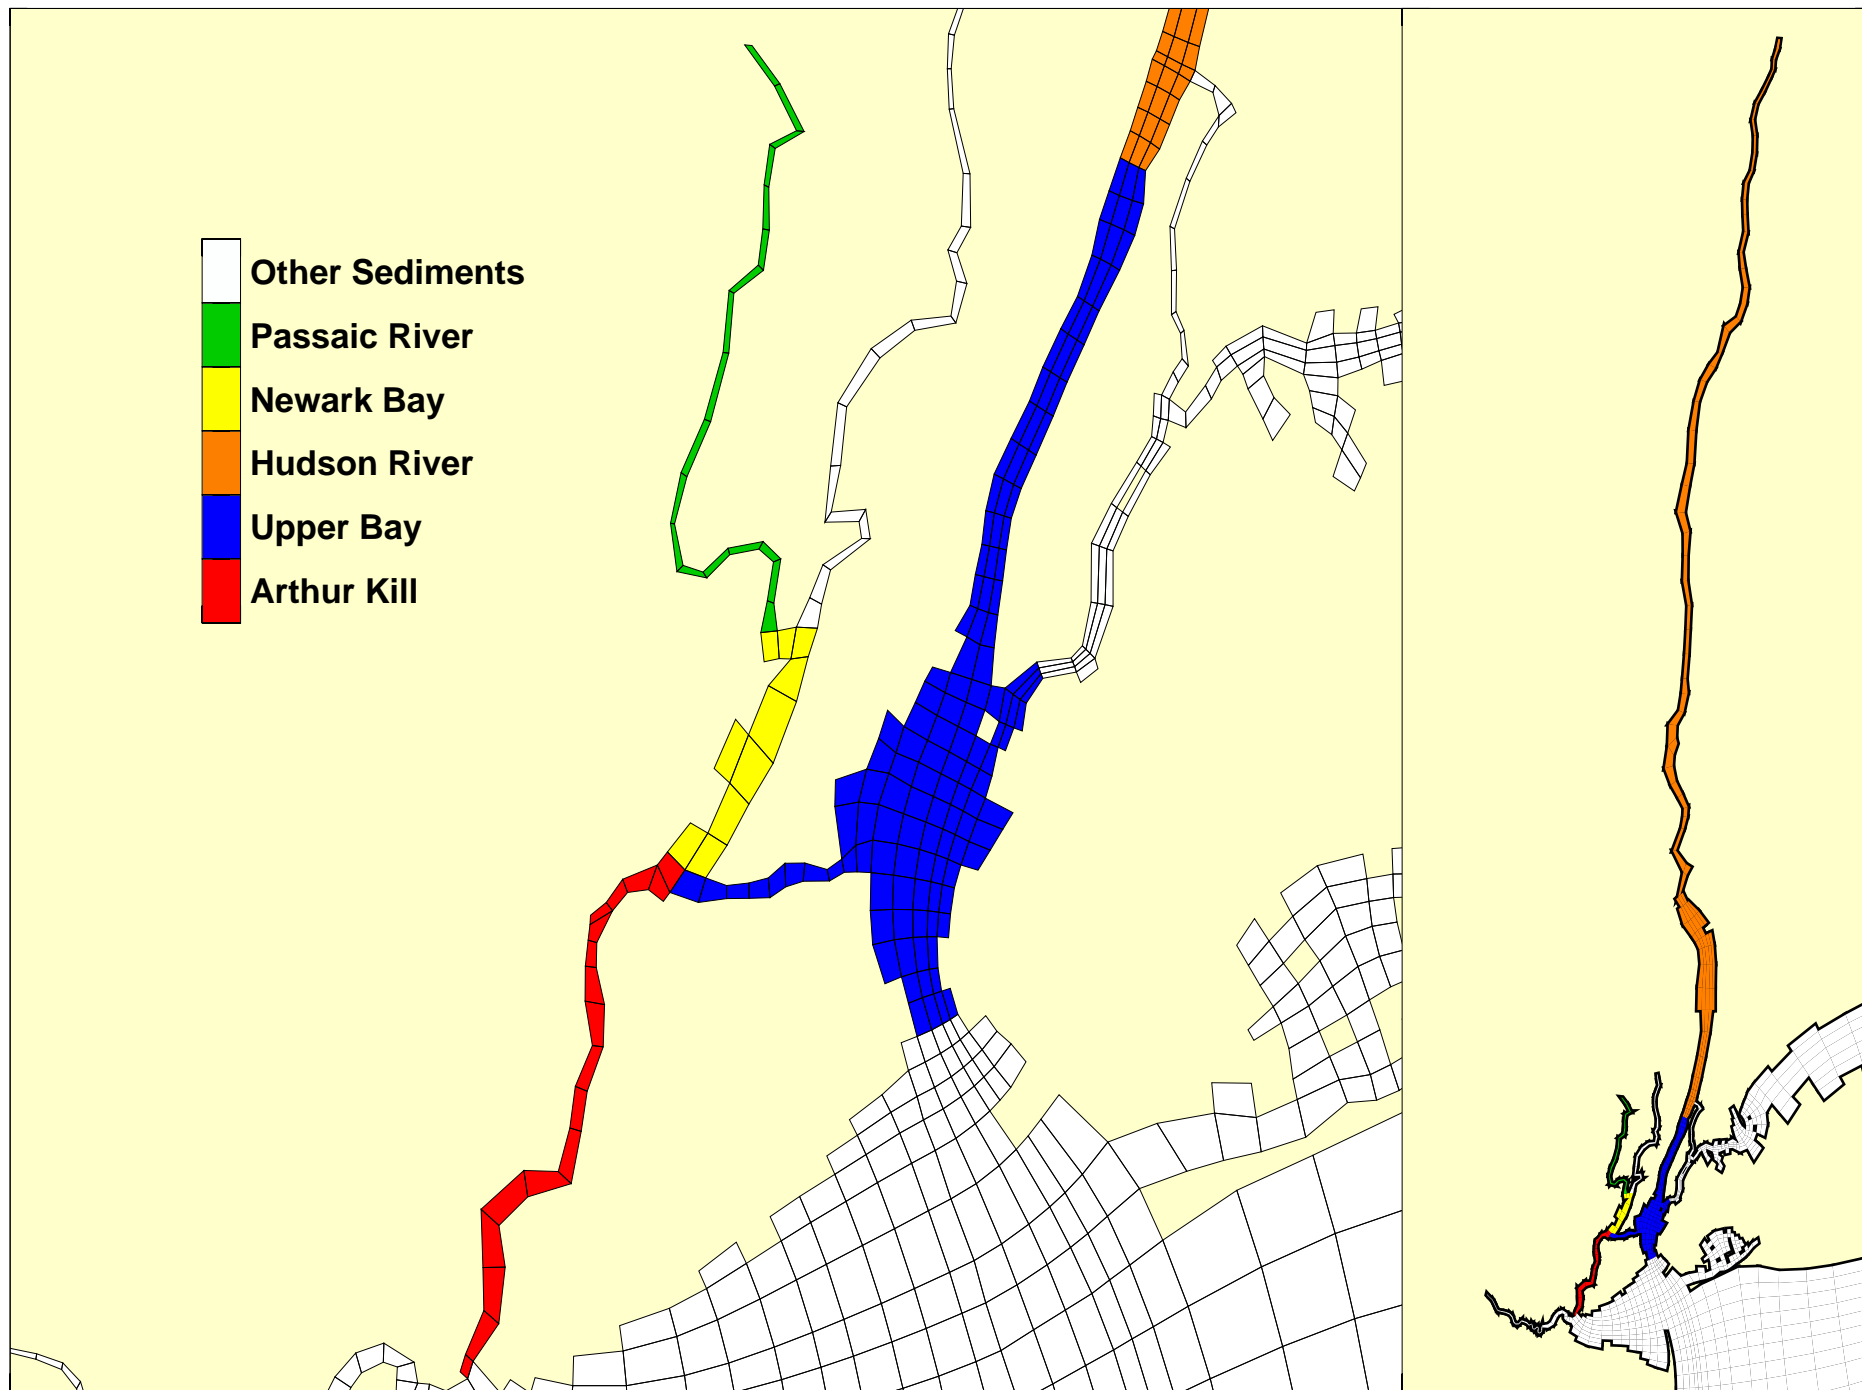 Other Sediments
Passaic River
Newark Bay
Hudson River
Upper Bay
Arthur Kill